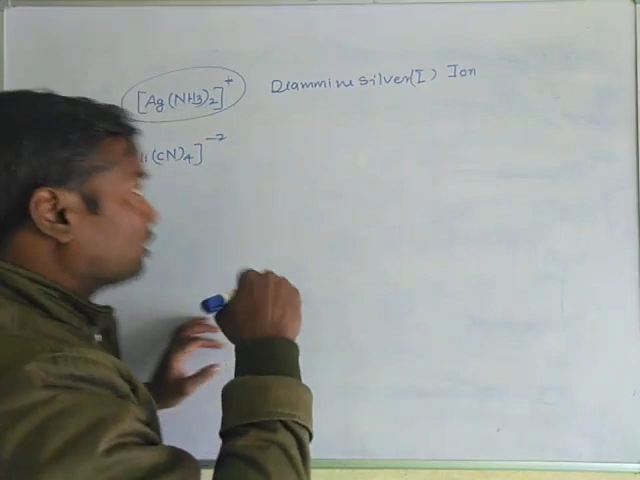 [Ag(NH3)2]+ Diammine silver(I) Ion
i(CN)4]-2